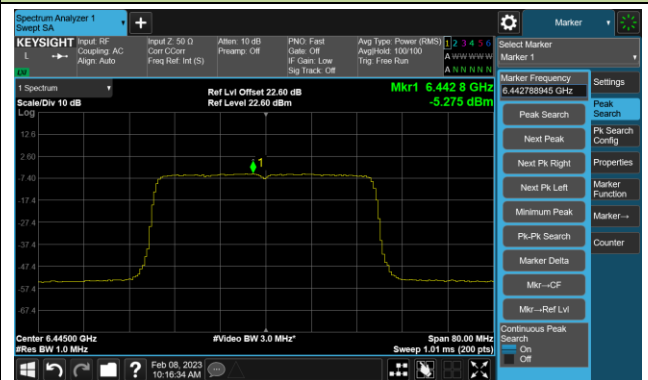 Spectrum Analyzer 1
Swept SA
Marker
KEYSIGHT
L
LXI
Input: RF
Coupling: AC
Align: Auto
Input Z: 50 Ω
Corr CCorr
Freq Ref: Int (S)
Atten: 10 dB
Preamp: Off
PNO: Fast
Gate: Off
IF Gain: Low
Sig Track: Off
Avg Type: Power (RMS)
Avg|Hold: 100/100
Trig: Free Run
1 2 3 4 5 6
A W W W W W
A N N N N N
Select Marker
Marker 1
1 Spectrum
Scale/Div 10 dB
Log
Ref Lvl Offset 22.60 dB
Ref Level 22.60 dBm
Mkr1 6.442 8 GHz
-5.275 dBm
12.6
2.60
-7.40
-17.4
-27.4
-37.4
-47.4
-57.4
-67.4
1
Center 6.44500 GHz
#Res BW 1.0 MHz
#Video BW 3.0 MHz*
Span 80.00 MHz
Sweep 1.01 ms (200 pts)
Marker Frequency
6.442788945 GHz
Peak Search
Next Peak
Next Pk Right
Next Pk Left
Minimum Peak
Pk-Pk Search
Marker Delta
Mkr→CF
Mkr→Ref Lvl
Continuous Peak
Search
On
Off
Settings
Peak
Search
Pk Search
Config
Properties
Marker
Function
Marker→
Counter
?
Feb 08, 2023
10:16:34 AM